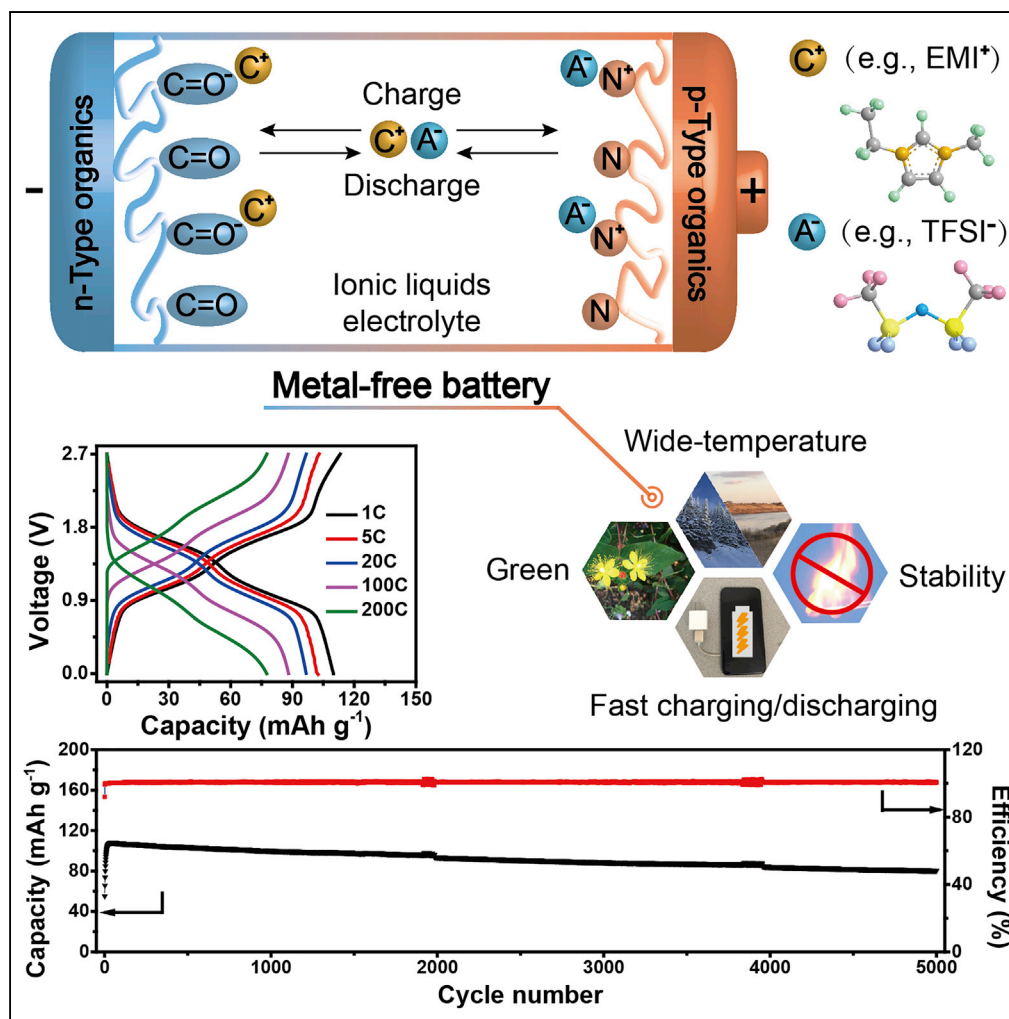 n-Type organics
-
C=O⁻
C⁺
C=O
C=O⁻
C⁺
C=O
Charge
C⁺ A⁻
Discharge
Ionic liquids
electrolyte
A⁻
N⁺
N
A⁻
N⁺
N
p-Type organics
+
C⁺ (e.g., EMI⁺)
A⁻ (e.g., TFSI⁻)
Metal-free battery
Voltage (V)
2.7
1.8
0.9
0.0
1C
5C
20C
100C
200C
0 30 60 90 120 150
Capacity (mAh g⁻¹)
Wide-temperature
Green
Stability
Fast charging/discharging
Capacity (mAh g⁻¹)
200
160
120
80
40
0
120
80
40
0
Efficiency (%)
0 1000 2000 3000 4000 5000
Cycle number